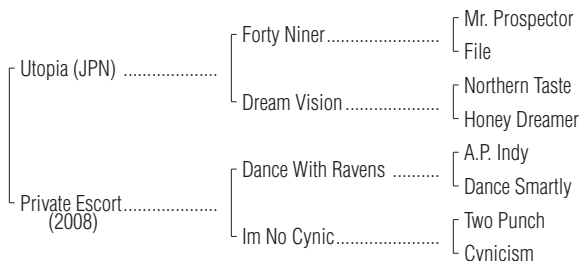 Mr. Prospector
Forty Niner
File
Utopia (JPN)
Northern Taste
Dream Vision
Honey Dreamer
A.P. Indy
Dance With Ravens
Dance Smartly
Private Escort
(2008)
Two Punch
Im No Cynic
Cynicism